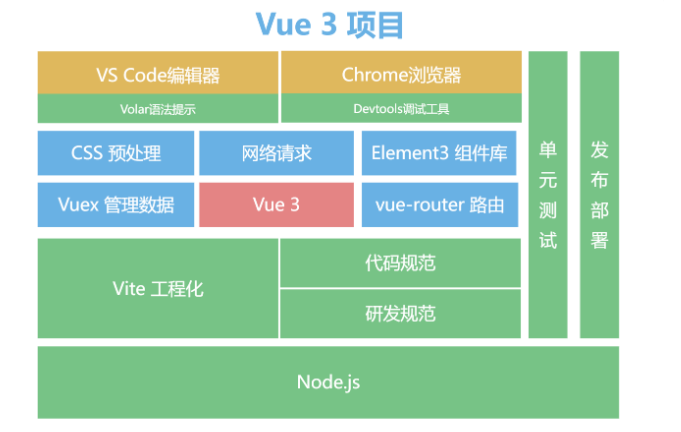 Vue 3 项目
VS Code编辑器
Chrome浏览器
Volar语法提示
Devtools调试工具
CSS 预处理
网络请求
Element3 组件库
Vuex 管理数据
Vue 3
vue-router 路由
Vite 工程化
代码规范
研发规范
单元测试
发布部署
Node.js